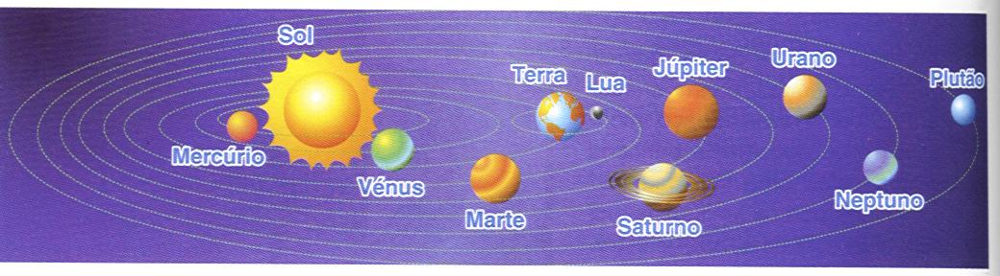 Sol
Mercúrio
Vénus
Terra
Lua
Marte
Júpiter
Saturno
Urano
Neptuno
Plutão